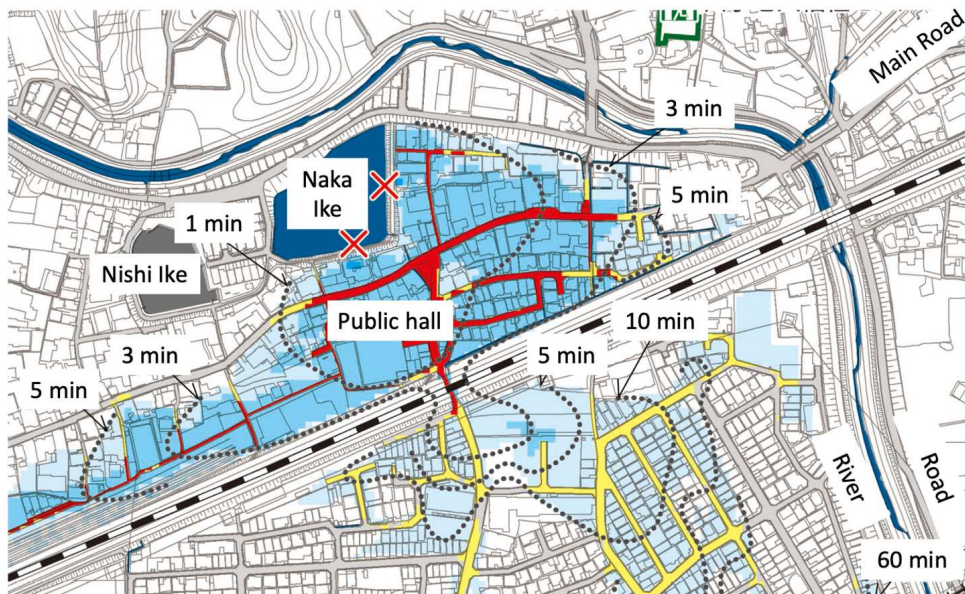 Main Road
3 min
Naka
Ike
1 min
5 min
Nishi Ike
Public hall
10 min
3 min
5 min
5 min
River
Road
60 min